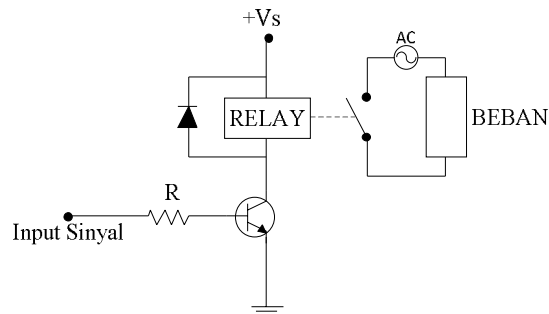 +Vs
AC
RELAY
BEBAN
R
Input Sinyal